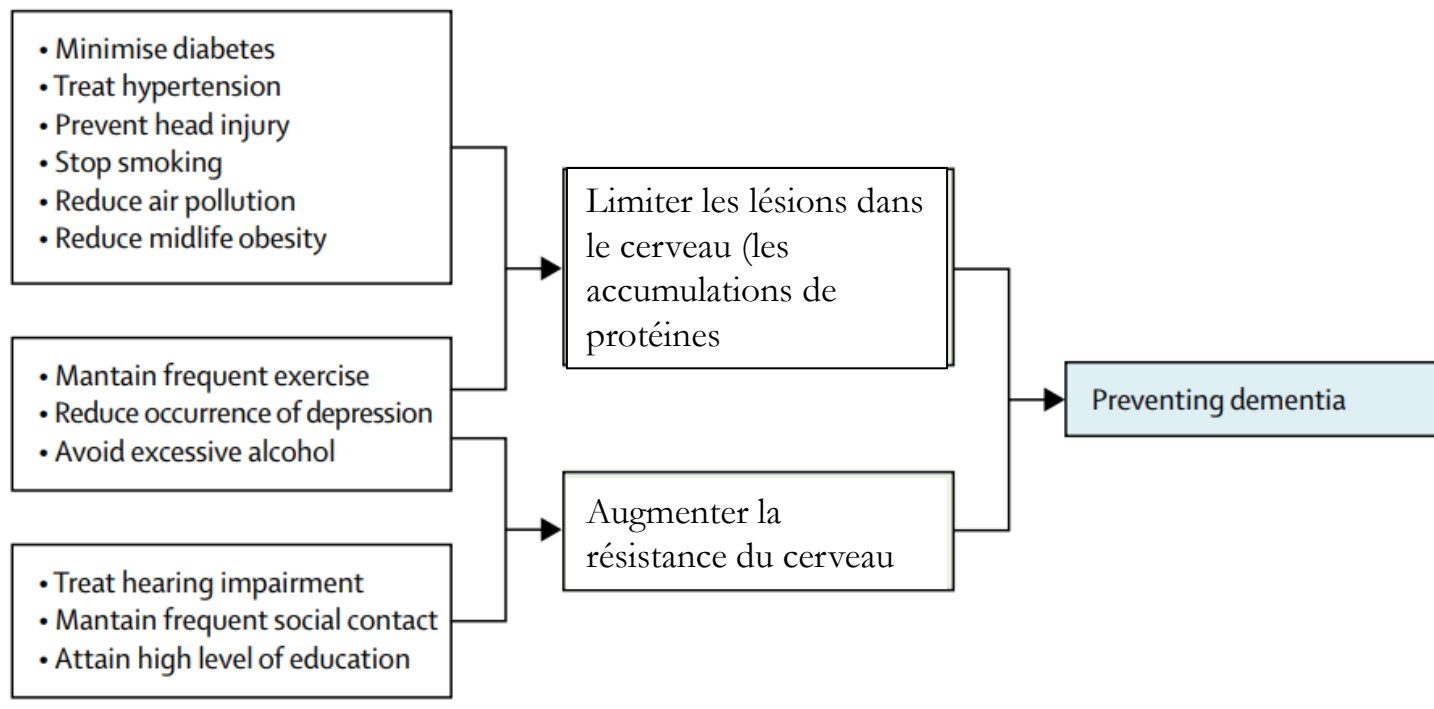 • Minimise diabetes
• Treat hypertension
• Prevent head injury
• Stop smoking
• Reduce air pollution
• Reduce midlife obesity
• Mantain frequent exercise
• Reduce occurrence of depression
• Avoid excessive alcohol
• Treat hearing impairment
• Mantain frequent social contact
• Attain high level of education
Limiter les lésions dans
le cerveau (les
accumulations de
protéines
Augmenter la
résistance du cerveau
Preventing dementia